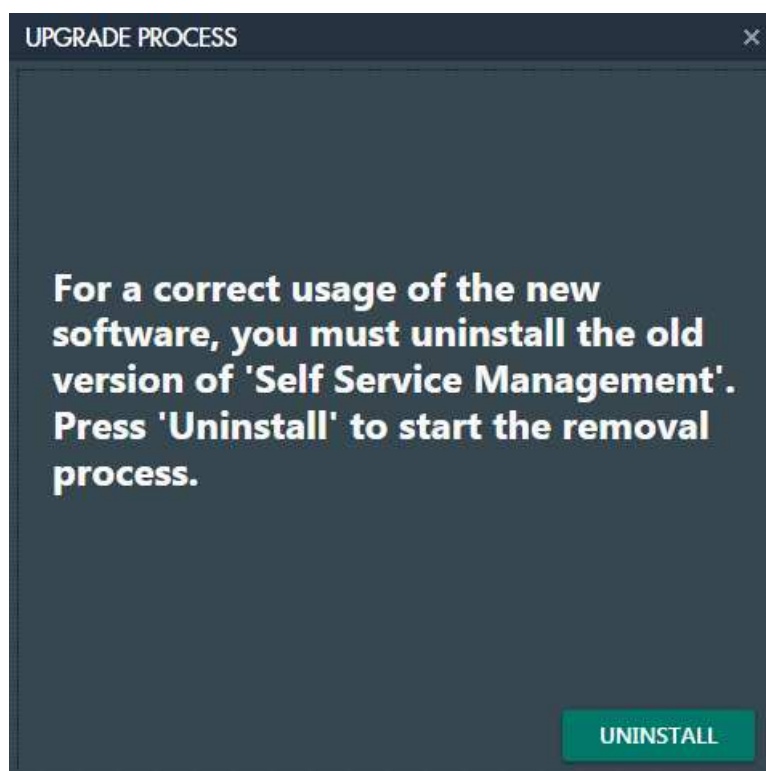 UPGRADE PROCESS
For a correct usage of the new
software, you must uninstall the old
version of 'Self Service Management'.
Press 'Uninstall' to start the removal
process.
UNINSTALL